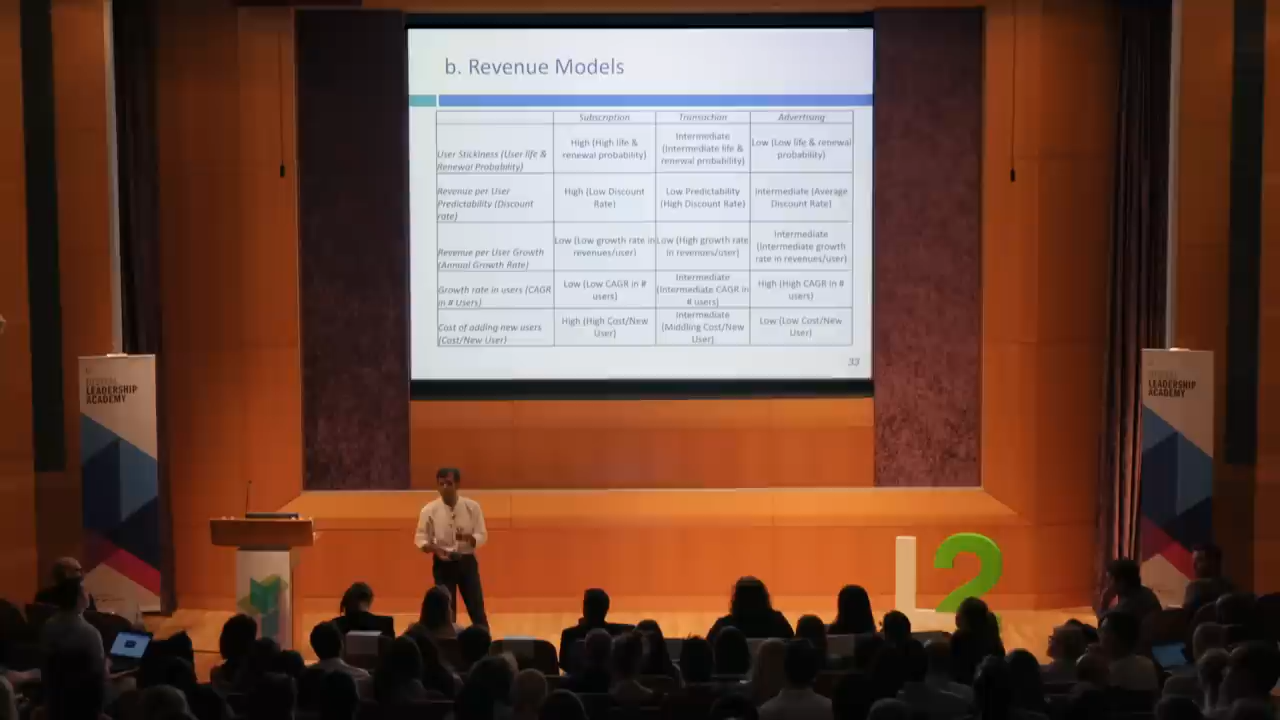 b. Revenue Models
Subscription Transaction Advertising
User Stickiness (User life & Renewal Probability) High (High life & renewal probability) Intermediate (Intermediate life & renewal probability) Low (Low life & renewal probability)
Revenue per User Predictability (Discount rate) High (Low Discount Rate) Low Predictability (High Discount Rate) Intermediate (Average Discount Rate)
Revenue per User Growth (Annual Growth Rate) Low (Low growth rate in revenues/user) Low (High growth rate in revenues/user) Intermediate (Intermediate growth rate in revenues/user)
Growth rate in users (CAGR in # Users) Low (Low CAGR in # users) Intermediate (Intermediate CAGR in # users) High (High CAGR in # users)
Cost of adding new users (Cost/New User) High (High Cost/New User) Intermediate (Middling Cost/New User) Low (Low Cost/New User)
33
LEADERSHIP
ACADEMY
LEADERSHIP
ACADEMY
L2